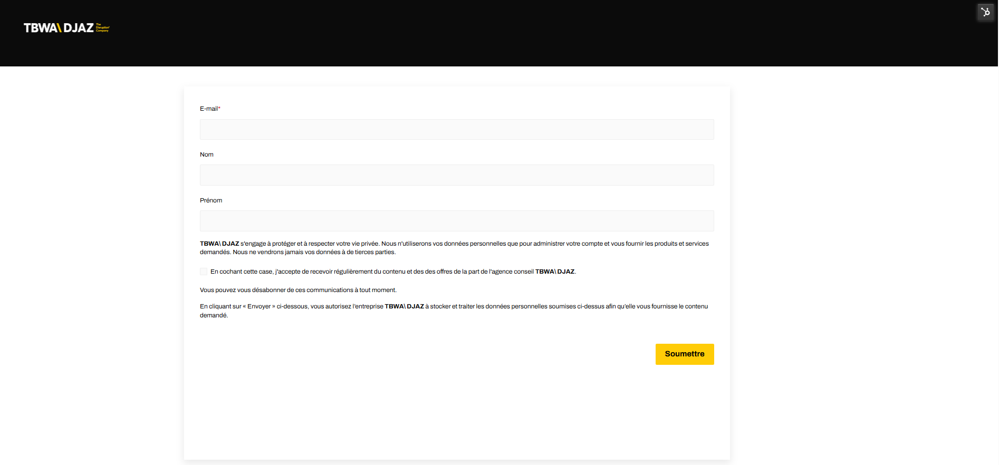 TBWA\ DJAZ The Disruption® Company
E-mail*
Nom
Prénom
TBWA\ DJAZ s'engage à protéger et à respecter votre vie privée. Nous n'utiliserons vos données personnelles que pour administrer votre compte et vous fournir les produits et services
demandés. Nous ne vendrons jamais vos données à de tierces parties.
En cochant cette case, j'accepte de recevoir régulièrement du contenu et des des offres de la part de l'agence conseil TBWA\ DJAZ.
Vous pouvez vous désabonner de ces communications à tout moment.
En cliquant sur « Envoyer » ci-dessous, vous autorisez l’entreprise TBWA\ DJAZ à stocker et traiter les données personnelles soumises ci-dessus afin qu’elle vous fournisse le contenu
demandé.
Soumettre